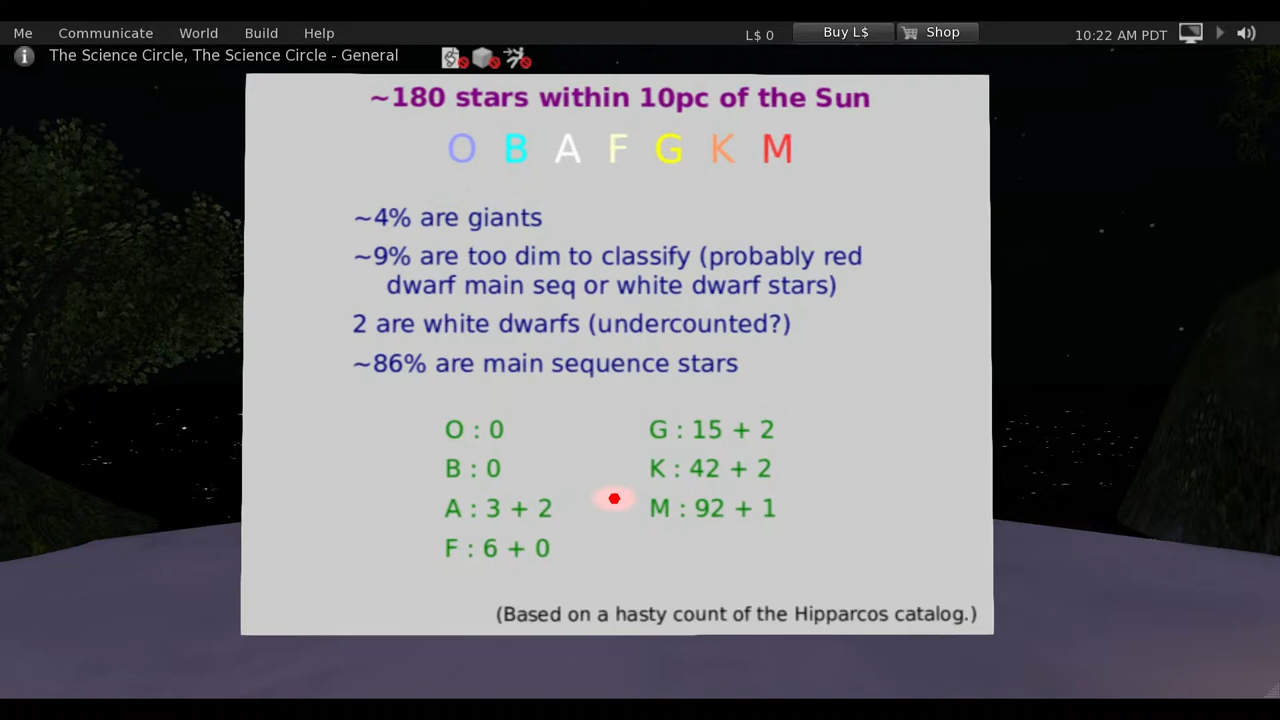 Me Communicate World Build Help L$ 0 Buy L$ Shop 10:22 AM PDT
The Science Circle, The Science Circle - General
~180 stars within 10pc of the Sun
O B A F G K M
~4% are giants
~9% are too dim to classify (probably red
dwarf main seq or white dwarf stars)
2 are white dwarfs (undercounted?)
~86% are main sequence stars
O : 0 G : 15 + 2
B : 0 K : 42 + 2
A : 3 + 2 M : 92 + 1
F : 6 + 0
(Based on a hasty count of the Hipparcos catalog.)